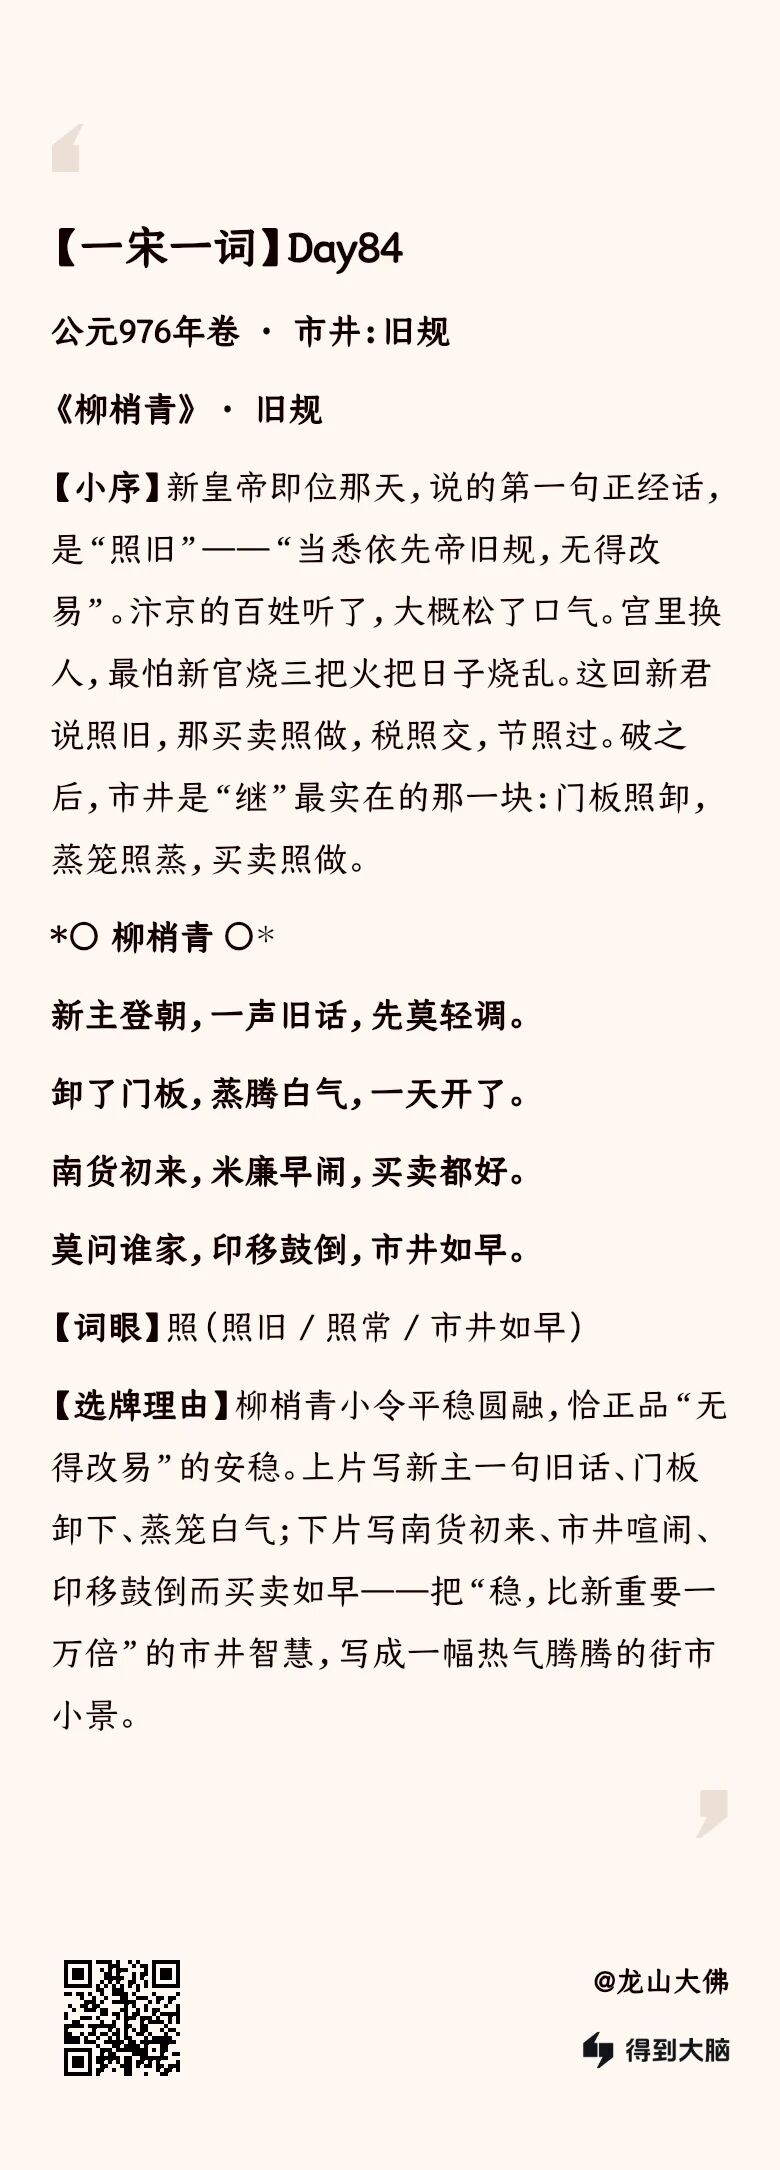 【一宋一词】Day84
公元976年卷 · 市井:旧规
《柳梢青》 · 旧规
【小序】新皇帝即位那天,说的第一句正经话,
是“照旧”——“当悉依先帝旧规,无得改
易”。汴京的百姓听了,大概松了口气。宫里换
人,最怕新官烧三把火把日子烧乱。这回新君
说照旧,那买卖照做,税照交,节照过。破之
后,市井是“继”最实在的那一块:门板照卸,
蒸笼照蒸,买卖照做。
*〇 柳梢青 〇*
新主登朝,一声旧话,先莫轻调。
卸了门板,蒸腾白气,一天开了。
南货初来,米廉早闹,买卖都好。
莫问谁家,印移鼓倒,市井如早。
【词眼】照(照旧 / 照常 / 市井如早)
【选牌理由】柳梢青小令平稳圆融,恰正品“无
得改易”的安稳。上片写新主一句旧话、门板
卸下、蒸笼白气;下片写南货初来、市井喧闹、
印移鼓倒而买卖如早——把“稳,比新重要一
万倍”的市井智慧,写成一幅热气腾腾的街市
小景。
@龙山大佛
得到大脑